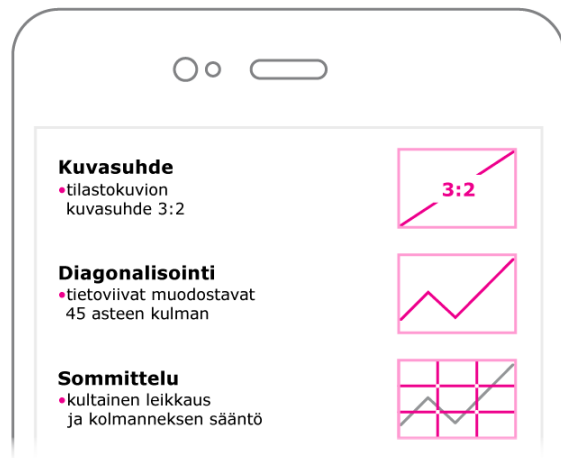 Kuvasuhde
•tilastokuvion
kuvasuhde 3:2
3:2
Diagonalisointi
•tietoviivat muodostavat
45 asteen kulman
Sommittelu
•kultainen leikkaus
ja kolmanneksen sääntö